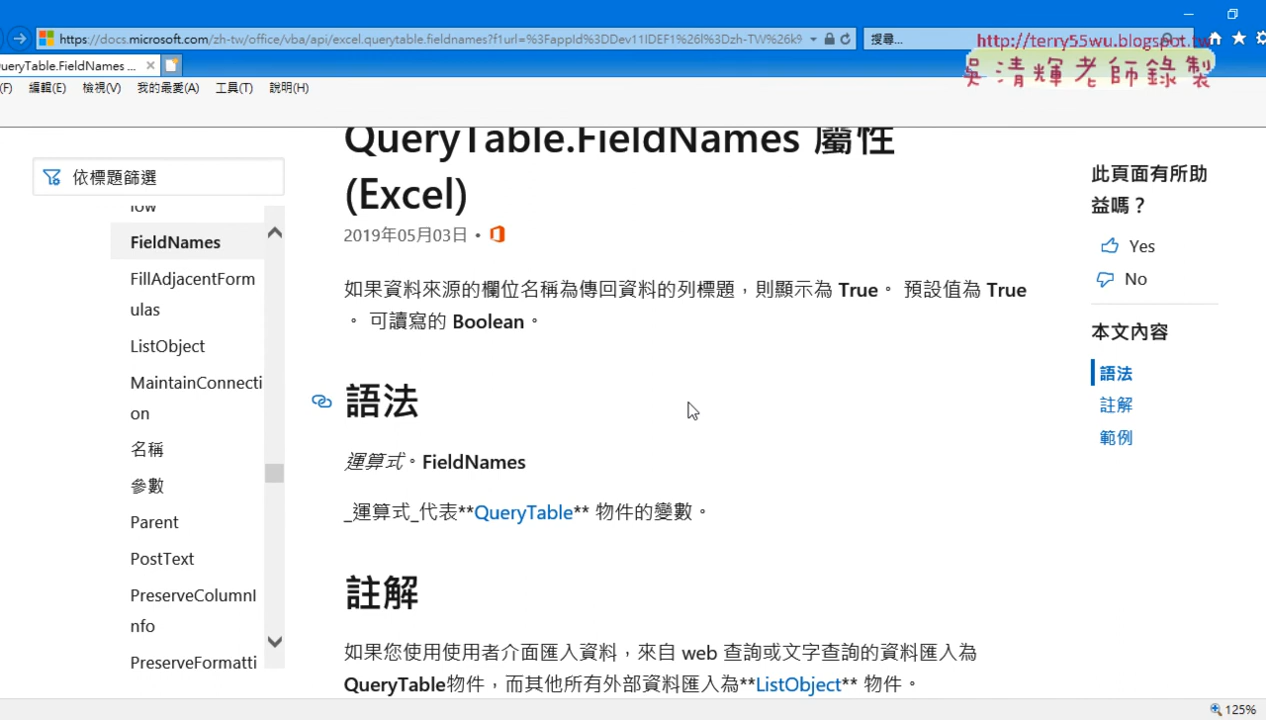 https://docs.microsoft.com/zh-tw/office/vba/api/excel.querytable.fieldnames?f1url=%3FappId%3DDev11IDEF1%26l%3Dzh-TW%26k9
搜尋...
http://terry55wu.blogspot.tw
吳清輝老師錄製
ueryTable.FieldNames ...
(F) 編輯(E) 檢視(V) 我的最愛(A) 工具(T) 說明(H)
依標題篩選
low
FieldNames
FillAdjacentForm
ulas
ListObject
MaintainConnecti
on
名稱
參數
Parent
PostText
PreserveColumnI
nfo
PreserveFormatti
QueryTable.FieldNames 屬性
(Excel)
2019年05月03日 •
如果資料來源的欄位名稱為傳回資料的列標題，則顯示為 True。 預設值為 True
。 可讀寫的 Boolean。
語法
運算式。FieldNames
_運算式_代表**QueryTable** 物件的變數。
註解
如果您使用使用者介面匯入資料，來自 web 查詢或文字查詢的資料匯入為
QueryTable物件，而其他所有外部資料匯入為**ListObject** 物件。
此頁面有所助
益嗎？
Yes
No
本文內容
語法
註解
範例
125%